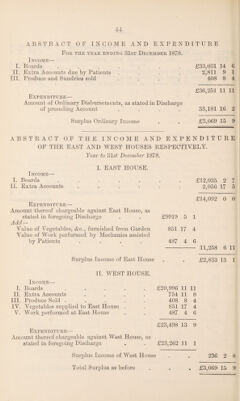 44
ABSTRACT OF INCOME AND EXPENDITURE
FOR THE YEAR ENDING 31ST DECEMBER 1878.
INCOME—
I. Boards £33,031 14 6
II. Extra Accounts due by Patients 2,811 9 1
III. Produce and Sundries sold 408 8 4
£36,251 11 11
EXPENDITURE—
Amount of Ordinary Disbursements, as stated in Discharge
of preceding Account 33,181 16 2
Surplus Ordinary Income £3,069 15 9
ABSTRACT OF THE INCOME AND EXPENDITURE
OF THE EAST AND WEST HOUSES RESPECTIVELY.
Year to 31st December 1878.
I. EAST HOUSE.
INCOME—
I. Boards £12,035 2 7
II. Extra Accounts 2,056 17 5
£14,092 0 0
EXPENDITURE—
Amount thereof chargeable against East House, as
stated in foregoing Discharge £9919 5 1
Add—
Value of Vegetables, &c., furnished from Garden 851 17 4
Value of Work performed by Mechanics assisted
by Patients 487 4 6
11,258 6 11
Surplus Income of East House £2,833 13 1
II. WEST HOUSE.
INCOME—
I. Boards £20,996 11 11
II. Extra Accounts 754 11 8
III. Produce Sold 408 8 4
IV. Vegetables supplied to East House 851 17 4
V. Work performed at East House 487 4 6
£23,498 13 9
EXPENDITURE—
Amount thereof chargeable against West House, as
stated in foregoing Discharge £23,262 11 1
Surplus Income of West House 236 2 8
Total Surplus as before £3,069 15 9